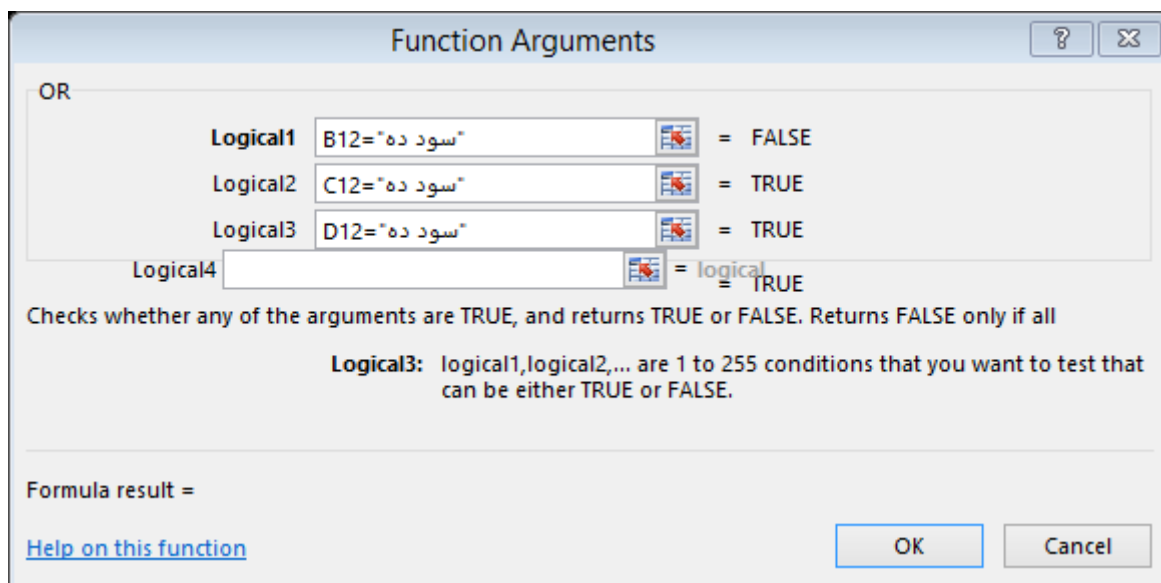 Function Arguments
OR
Logical1 B12="سود ده" = FALSE
Logical2 C12="سود ده" = TRUE
Logical3 D12="سود ده" = TRUE
Logical4 = logical
= TRUE
Checks whether any of the arguments are TRUE, and returns TRUE or FALSE. Returns FALSE only if all
Logical3: logical1,logical2,... are 1 to 255 conditions that you want to test that
can be either TRUE or FALSE.
Formula result =
Help on this function OK Cancel